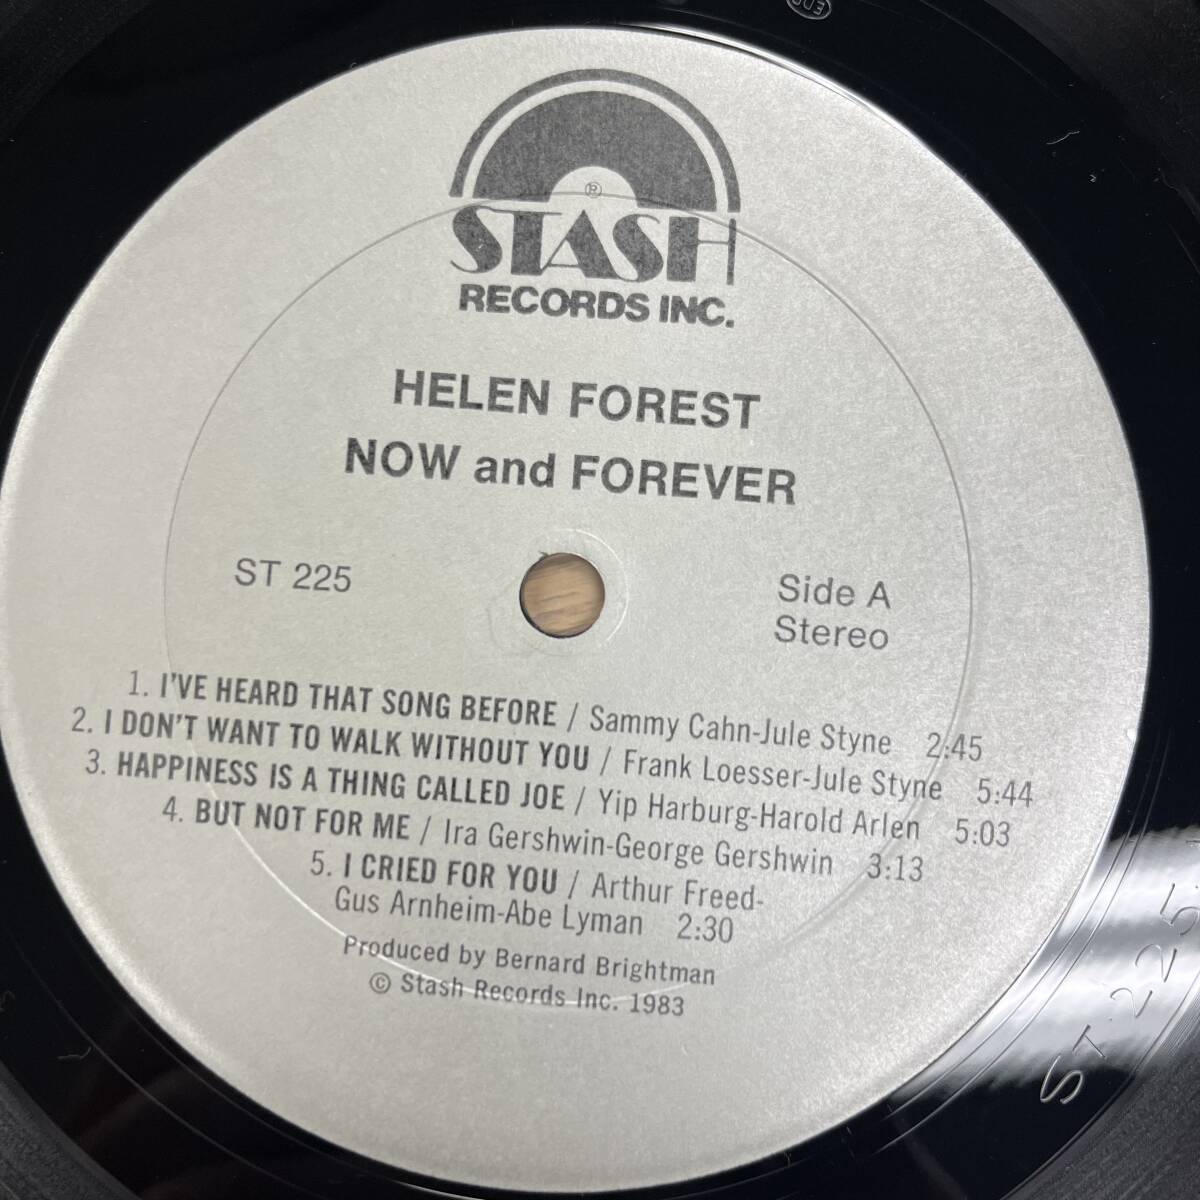 EDP
®
STASH
RECORDS INC.
HELEN FOREST
NOW and FOREVER
ST 225
Side A
Stereo
1. I'VE HEARD THAT SONG BEFORE / Sammy Cahn-Jule Styne 2:45
2. I DON'T WANT TO WALK WITHOUT YOU / Frank Loesser-Jule Styne 5:44
3. HAPPINESS IS A THING CALLED JOE / Yip Harburg-Harold Arlen 5:03
4. BUT NOT FOR ME / Ira Gershwin-George Gershwin 3:13
5. I CRIED FOR YOU / Arthur Freed-
Gus Arnheim-Abe Lyman 2:30
Produced by Bernard Brightman
© Stash Records Inc. 1983
ST 225